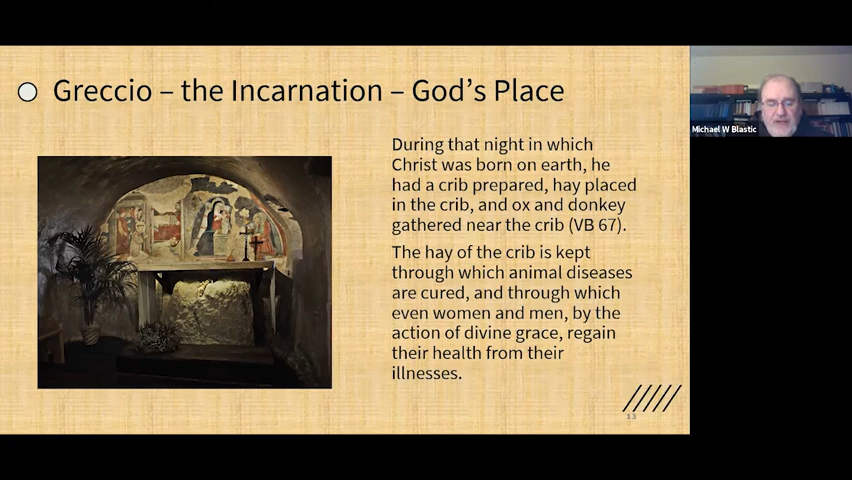 Greccio – the Incarnation – God's Place
During that night in which
Christ was born on earth, he
had a crib prepared, hay placed
in the crib, and ox and donkey
gathered near the crib (VB 67).
The hay of the crib is kept
through which animal diseases
are cured, and through which
even women and men, by the
action of divine grace, regain
their health from their
illnesses.
13
Michael W Blastic